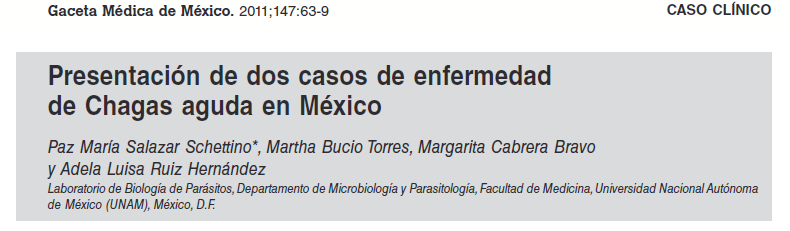 Gaceta Médica de México. 2011;147:63-9
CASO CLÍNICO
Presentación de dos casos de enfermedad
de Chagas aguda en México
Paz María Salazar Schettino*, Martha Bucio Torres, Margarita Cabrera Bravo
y Adela Luisa Ruiz Hernández
Laboratorio de Biología de Parásitos, Departamento de Microbiología y Parasitología, Facultad de Medicina, Universidad Nacional Autónoma
de México (UNAM), México, D.F.